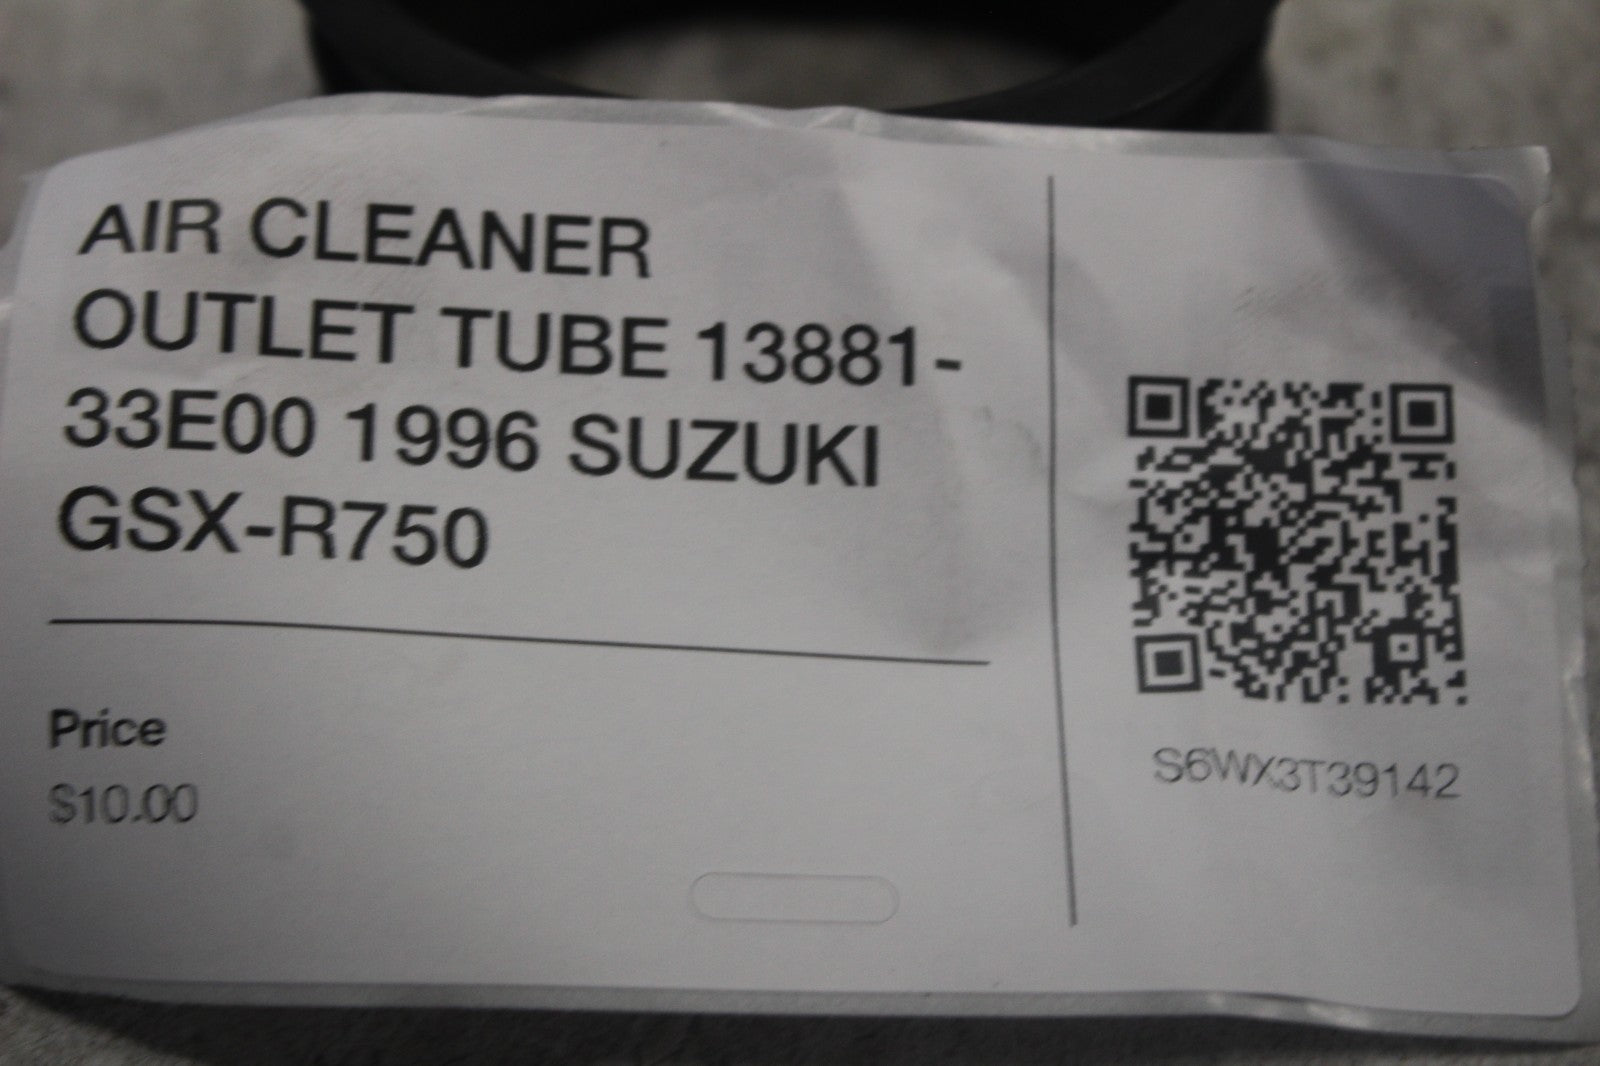 AIR CLEANER
OUTLET TUBE 13881-
33E00 1996 SUZUKI
GSX-R750
Price
$10.00
S6WX3T39142